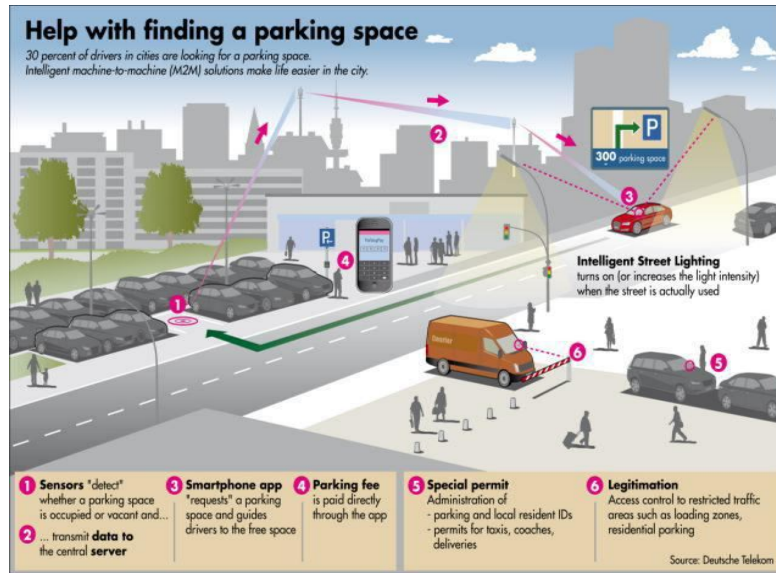 Help with finding a parking space
30 percent of drivers in cities are looking for a parking space.
Intelligent machine-to-machine (M2M) solutions make life easier in the city.
2
P
300 parking space
3
P
4
Intelligent Street Lighting
turns on (or increases the light intensity)
when the street is actually used
1
6
5
1 Sensors "detect"
whether a parking space
is occupied or vacant and...
2 ... transmit data to
the central server
3 Smartphone app
"requests" a parking
space and guides
drivers to the free space
4 Parking fee
is paid directly
through the app
5 Special permit
Administration of
- parking and local resident IDs
- permits for taxis, coaches,
deliveries
6 Legitimation
Access control to restricted traffic
areas such as loading zones,
residential parking
Source: Deutsche Telekom